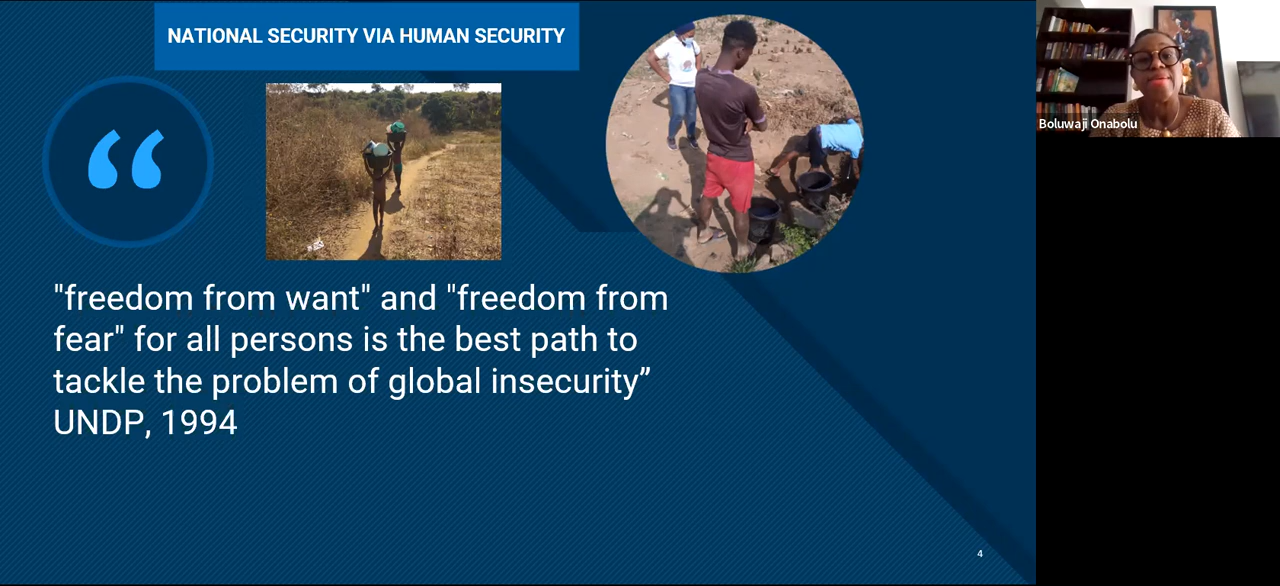 NATIONAL SECURITY VIA HUMAN SECURITY
"freedom from want" and "freedom from
fear" for all persons is the best path to
tackle the problem of global insecurity”
UNDP, 1994
4
Boluwaji Onabolu